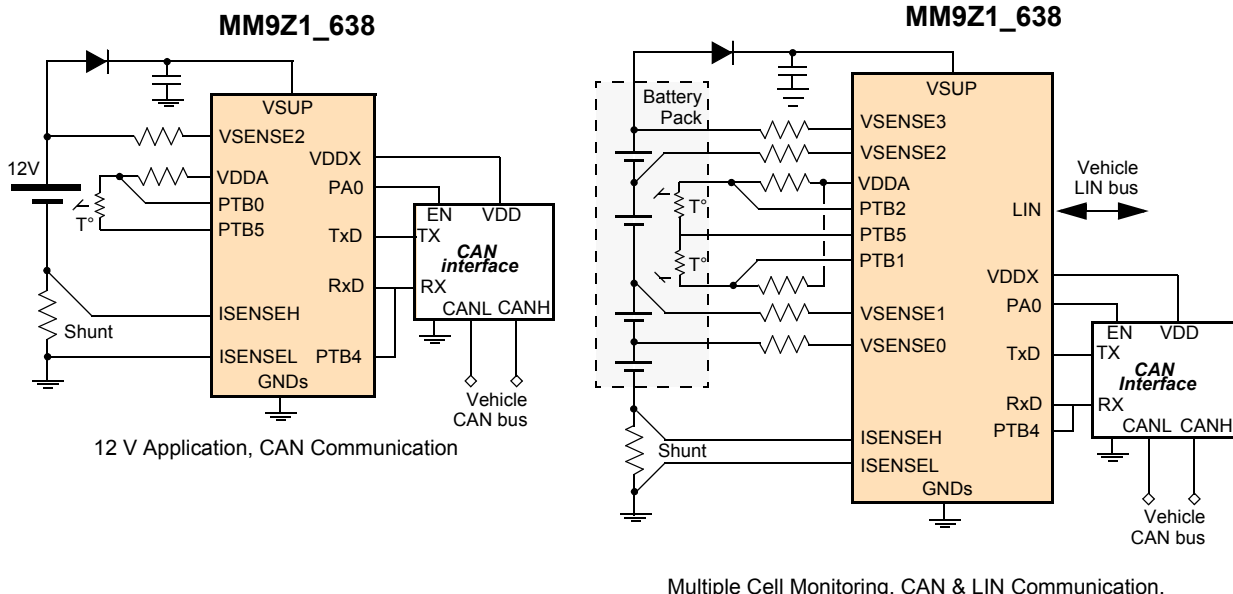 MM9Z1_638
VSUP
VSENSE2
12V
VDDA
PTB0
T°
PTB5
VDDX
PA0
EN VDD
TxD
TX
CAN
interface
RxD
RX
CANL CANH
ISENSEH
Shunt
ISENSEL
PTB4
GNDs
Vehicle
CAN bus
12 V Application, CAN Communication
MM9Z1_638
Battery
Pack
VSUP
VSENSE3
VSENSE2
VDDA
T°
PTB2
PTB5
T°
PTB1
VSENSE1
VSENSE0
Vehicle
LIN bus
LIN
VDDX
PA0
EN VDD
TxD
TX
CAN
Interface
RxD
RX
PTB4
CANL CANH
ISENSEH
Shunt
ISENSEL
GNDs
Vehicle
CAN bus
Multiple Cell Monitoring, CAN & LIN Communication.